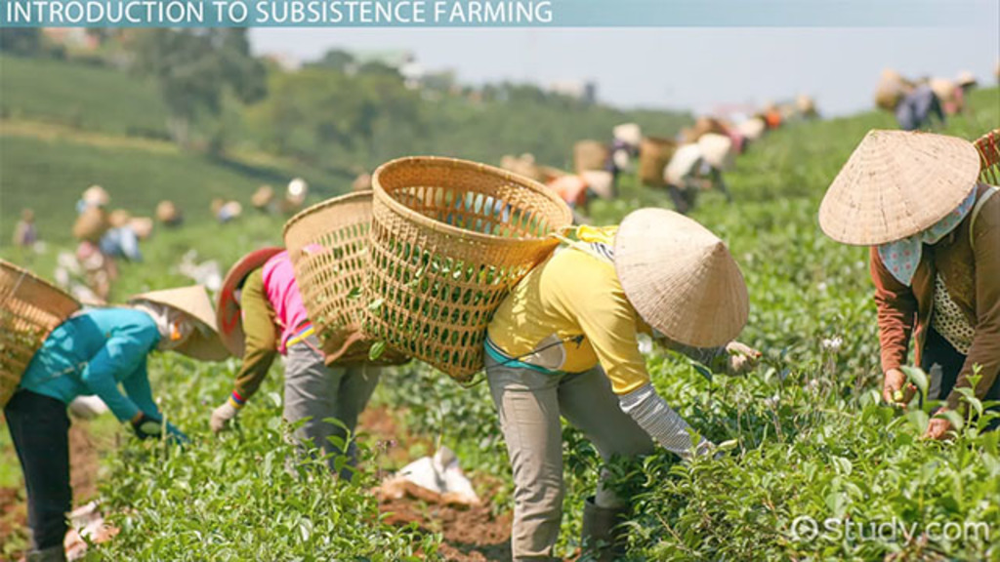 INTRODUCTION TO SUBSISTENCE FARMING
Study.com